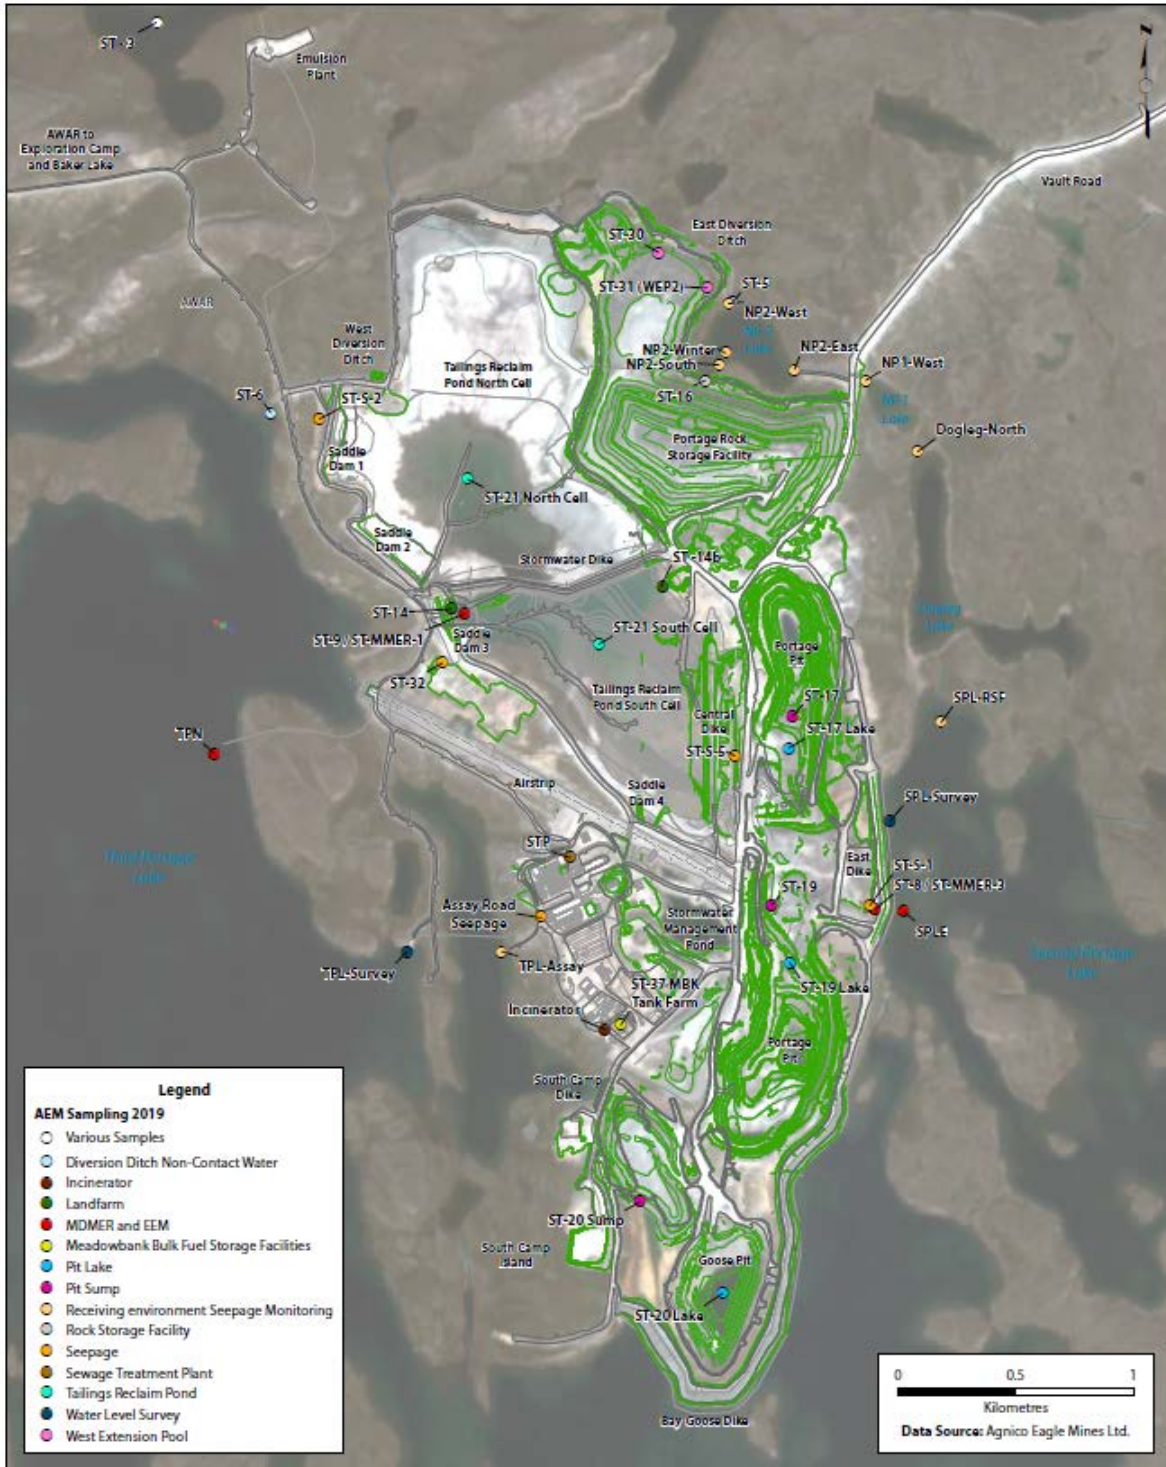 ST - 3
Emulsion
Plant
AWAR to
Exploration Camp
and Baker Lake
N
Vault Road
East Diversion
Ditch
ST-30
ST-31 (WEP2)
ST-5
NP2-West
AWAR
Lake
West
Diversion
Ditch
NP2-Winter
NP2-East
NP2-South
NP1-West
Tailings Reclaim
Pond North Cell
ST-16
ST-6
ST-S-2
Lake
Dogleg-North
Portage Rock
Storage Facility
Saddle
Dam 1
ST-21 North Cell
Saddle
Dam 2
Stormwater Dike
ST -14b
ST-14
ST-9 / ST-MMER-1
Saddle
Dam 3
ST-21 South Cell
Lake
Portage
Pit
ST-32
Tailings Reclaim
Pond South Cell
Central
Dike
ST-17
SPL-RSF
TPN
ST-17 Lake
ST-S-5
Airstrip
Saddle
Dam 4
SPL-Survey
STP
Third Portage
Lake
East
Dike
ST-S-1
ST-8 / ST-MMER-3
ST-19
Assay Road
Seepage
Stormwater
Management
Pond
SPLE
TPL-Survey
TPL-Assay
Second Portage
Lake
ST-37 MBK
Tank Farm
ST-19 Lake
Incinerator
Portage
Pit
South Camp
Dike
ST-20 Sump
South Camp
Island
Goose Pit
ST-20 Lake
Bay Goose Dike
Legend
AEM Sampling 2019
Various Samples
Diversion Ditch Non-Contact Water
Incinerator
Landfarm
MDMER and EEM
Meadowbank Bulk Fuel Storage Facilities
Pit Lake
Pit Sump
Receiving environment Seepage Monitoring
Rock Storage Facility
Seepage
Sewage Treatment Plant
Tailings Reclaim Pond
Water Level Survey
West Extension Pool
0 0.5 1
Kilometres
Data Source: Agnico Eagle Mines Ltd.